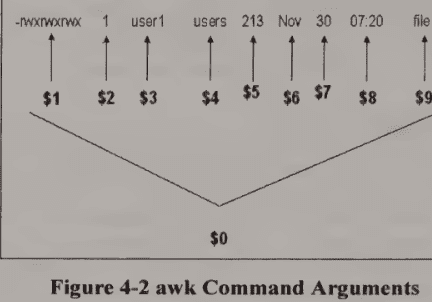 -rwxrwxrwx 1 user1 users 213 Nov 30 07:20 file
$1 $2 $3 $4 $5 $6 $7 $8 $9
$0
Figure 4-2 awk Command Arguments